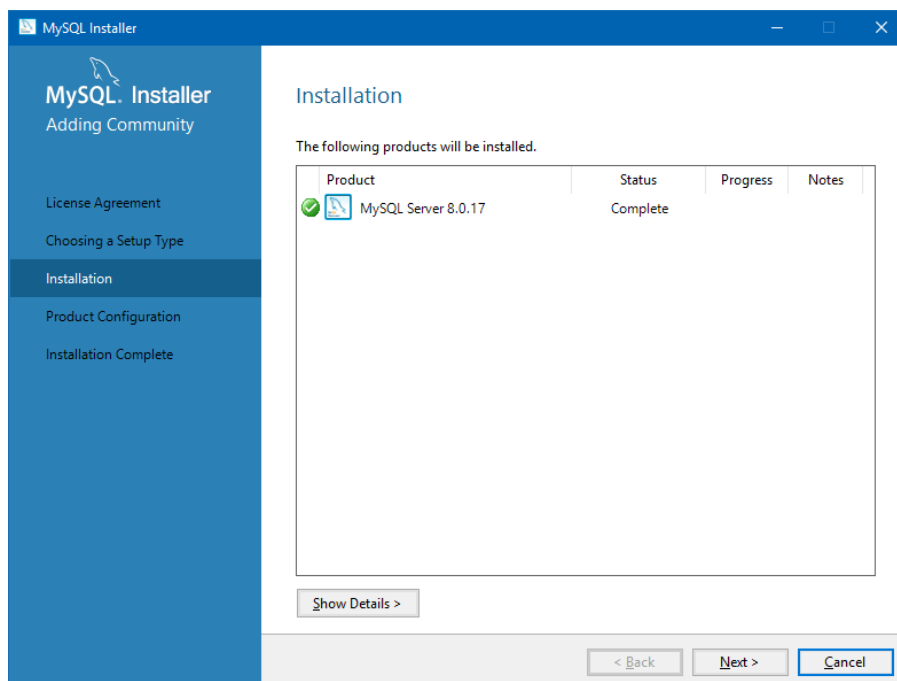 MySQL Installer
MySQL. Installer
Adding Community
License Agreement
Choosing a Setup Type
Installation
Product Configuration
Installation Complete
Installation
The following products will be installed.
Product Status Progress Notes
MySQL Server 8.0.17 Complete
Show Details >
< Back Next > Cancel